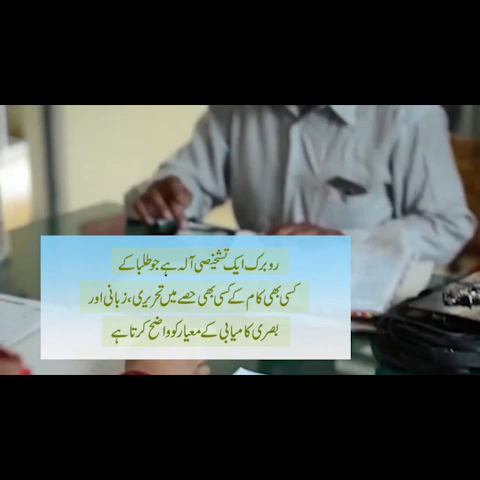 روبرک ایک تشخیصی آلہ ہے جو طلبا کے
کسی بھی کام کے کسی بھی حصے میں تحریری، زبانی اور
بصری کامیابی کے معیار کو واضح کرتا ہے